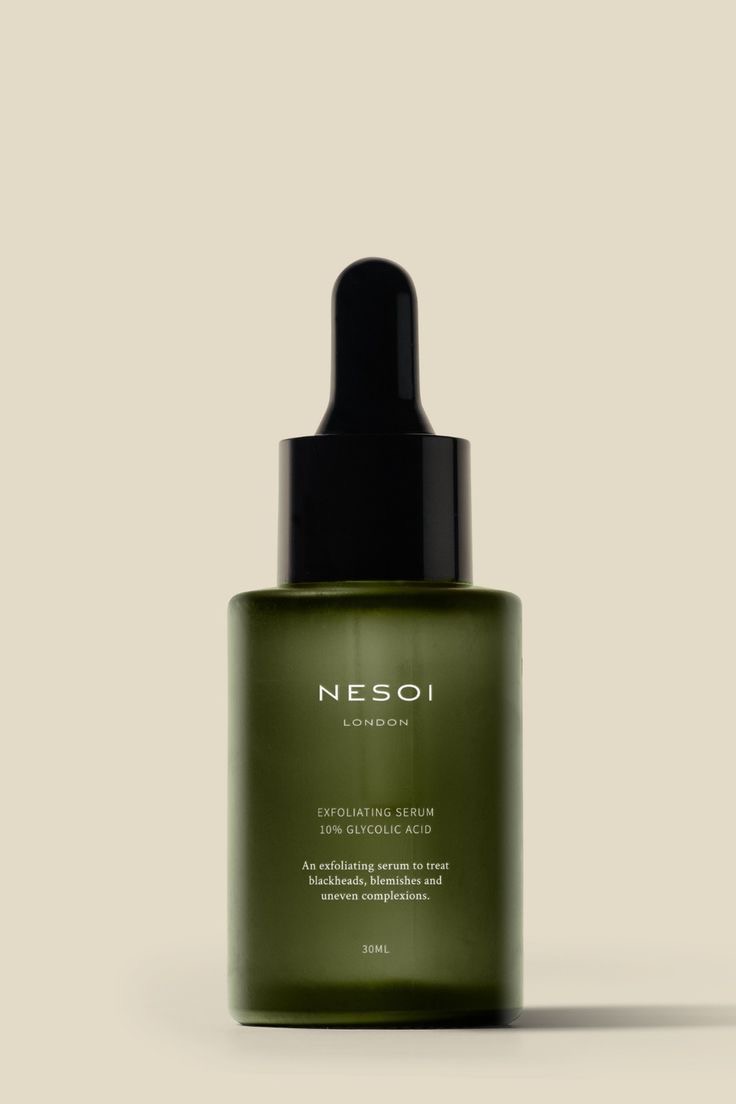 NESOI
LONDON
EXFOLIATING SERUM
10% GLYCOLIC ACID
An exfoliating serum to treat
blackheads, blemishes and
uneven complexions.
30ML